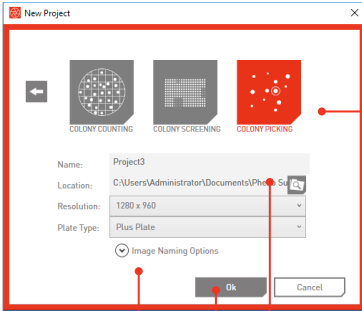 New Project
COLONY COUNTING COLONY SCREENING COLONY PICKING
Name: Project3
Location: C:\Users\Administrator\Documents\
Resolution: 1280 x 960
Plate Type: Plus Plate
Image Naming Options
Ok Cancel